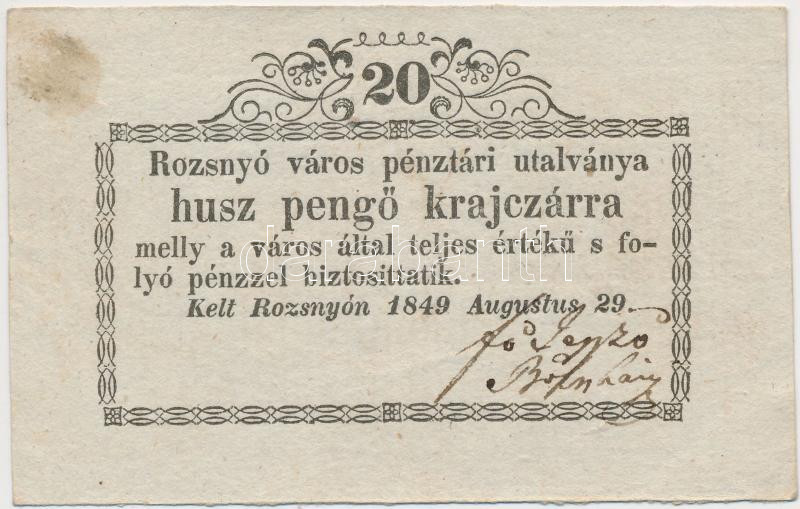 20
Rozsnyó város pénztári utalványa
husz pengő krajczárra
melly a város által teljes értékű s fo-
lyó pénzzel biztosittatik.
Kelt Rozsnyón 1849 Augustus 29.
fő